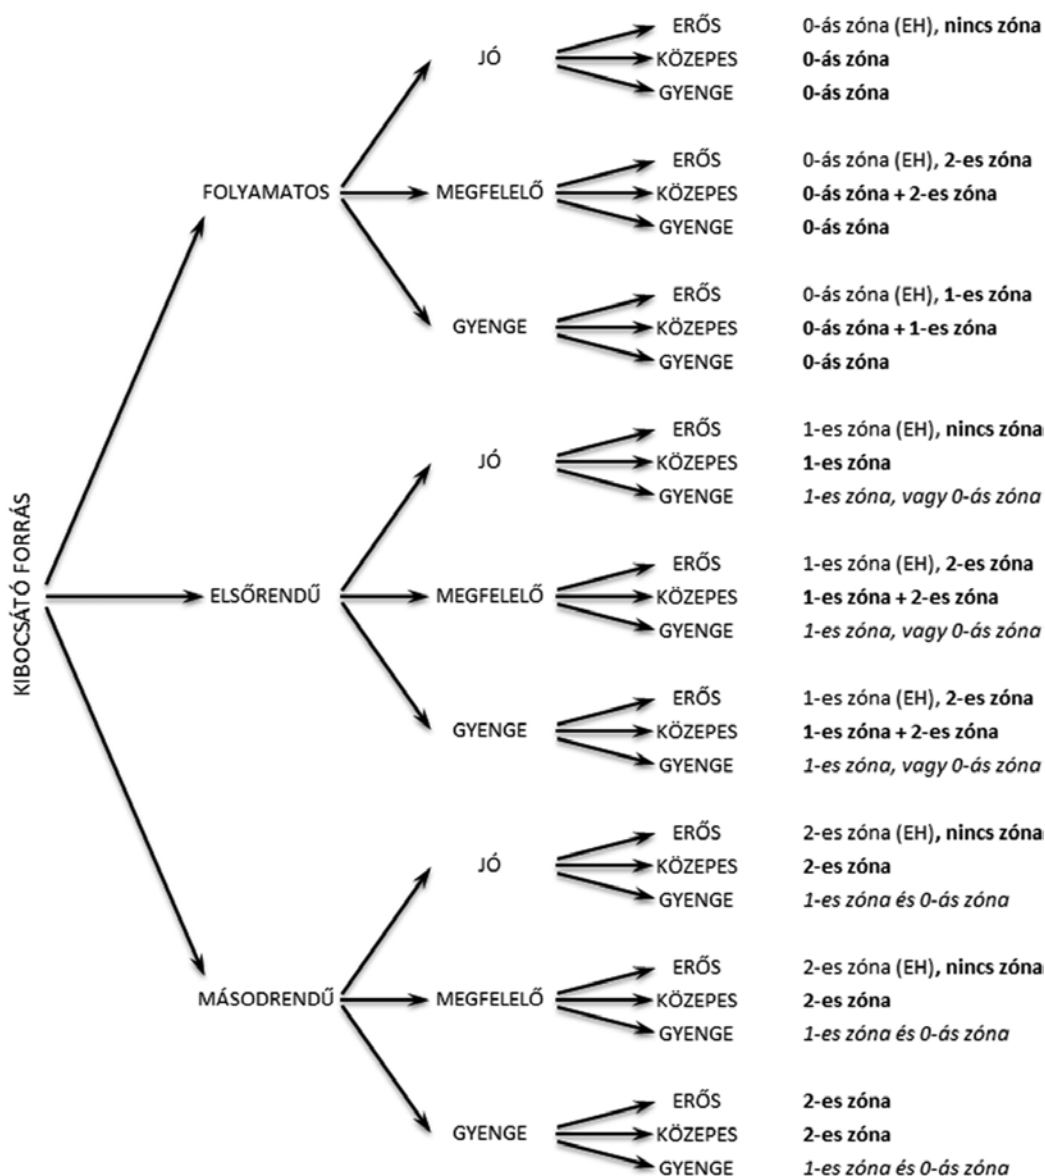 KIBOCSÁTÓ FORRÁS
FOLYAMATOS
JÓ
ERŐS 0-ás zóna (EH), nincs zóna
KÖZEPES 0-ás zóna
GYENGE 0-ás zóna
MEGFELELŐ
ERŐS 0-ás zóna (EH), 2-es zóna
KÖZEPES 0-ás zóna + 2-es zóna
GYENGE 0-ás zóna
GYENGE
ERŐS 0-ás zóna (EH), 1-es zóna
KÖZEPES 0-ás zóna + 1-es zóna
GYENGE 0-ás zóna
ELSŐRENDŰ
JÓ
ERŐS 1-es zóna (EH), nincs zóna
KÖZEPES 1-es zóna
GYENGE 1-es zóna, vagy 0-ás zóna
MEGFELELŐ
ERŐS 1-es zóna (EH), 2-es zóna
KÖZEPES 1-es zóna + 2-es zóna
GYENGE 1-es zóna, vagy 0-ás zóna
GYENGE
ERŐS 1-es zóna (EH), 2-es zóna
KÖZEPES 1-es zóna + 2-es zóna
GYENGE 1-es zóna, vagy 0-ás zóna
MÁSODRENDŰ
JÓ
ERŐS 2-es zóna (EH), nincs zóna
KÖZEPES 2-es zóna
GYENGE 1-es zóna és 0-ás zóna
MEGFELELŐ
ERŐS 2-es zóna (EH), nincs zóna
KÖZEPES 2-es zóna
GYENGE 1-es zóna és 0-ás zóna
GYENGE
ERŐS 2-es zóna
KÖZEPES 2-es zóna
GYENGE 1-es zóna és 0-ás zóna